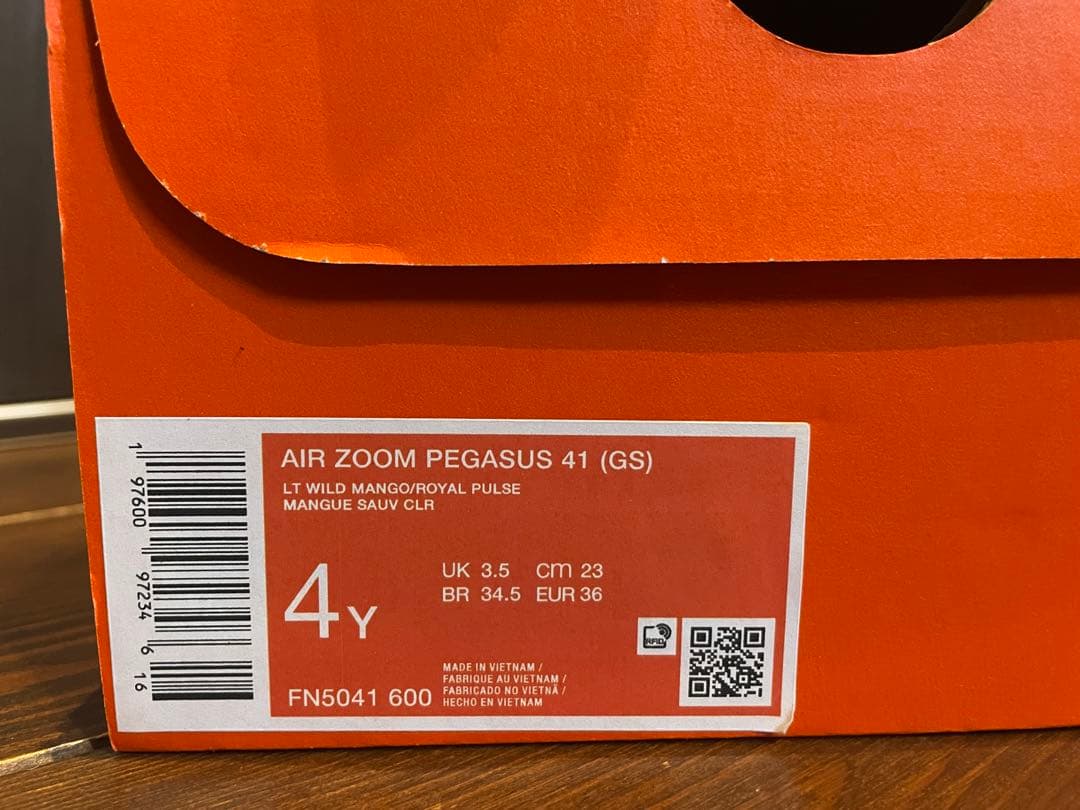 AIR ZOOM PEGASUS 41 (GS)
LT WILD MANGO/ROYAL PULSE
MANGUE SAUV CLR
4Y
UK 3.5 cm 23
BR 34.5 EUR 36
FN5041 600
MADE IN VIETNAM /
FABRIQUE AU VIETNAM /
FABRICADO NO VIETNÃ /
HECHO EN VIETNAM
RFID
1 97600 97234 6 16